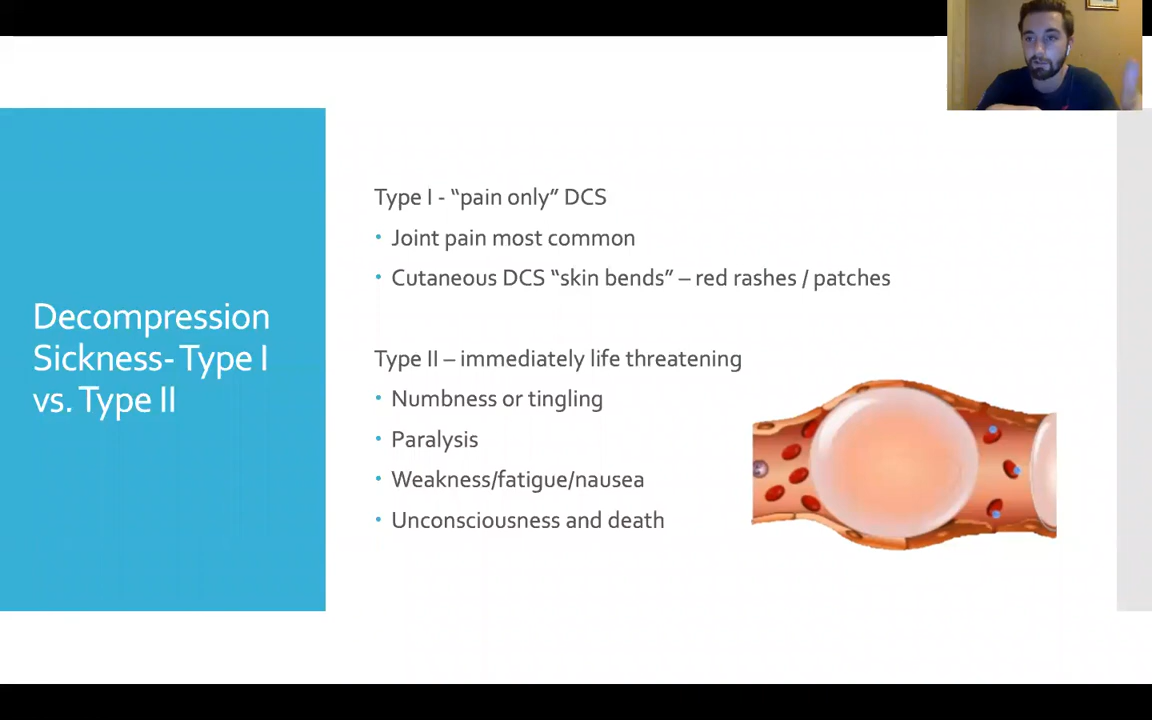 Decompression
Sickness- Type I
vs. Type II
Type I - “pain only” DCS
• Joint pain most common
• Cutaneous DCS “skin bends” – red rashes / patches
Type II – immediately life threatening
• Numbness or tingling
• Paralysis
• Weakness/fatigue/nausea
• Unconsciousness and death